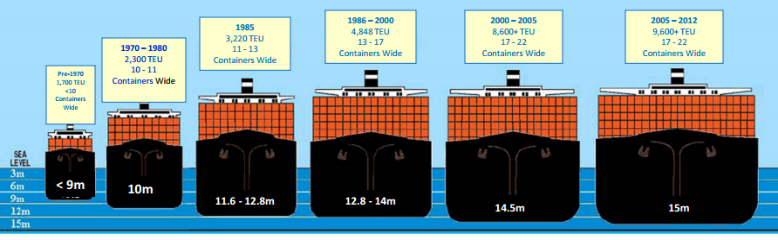 Pre-1970
1,700 TEU
<10
Containers
Wide
1970 – 1980
2,300 TEU
10 - 11
Containers Wide
1985
3,220 TEU
11 - 13
Containers Wide
1986 – 2000
4,848 TEU
13 - 17
Containers Wide
2000 – 2005
8,600+ TEU
17 - 22
Containers Wide
2005 – 2012
9,600+ TEU
17 - 22
Containers Wide
SEA
LEVEL
3m
6m
9m
12m
15m
< 9m
10m
11.6 - 12.8m
12.8 - 14m
14.5m
15m